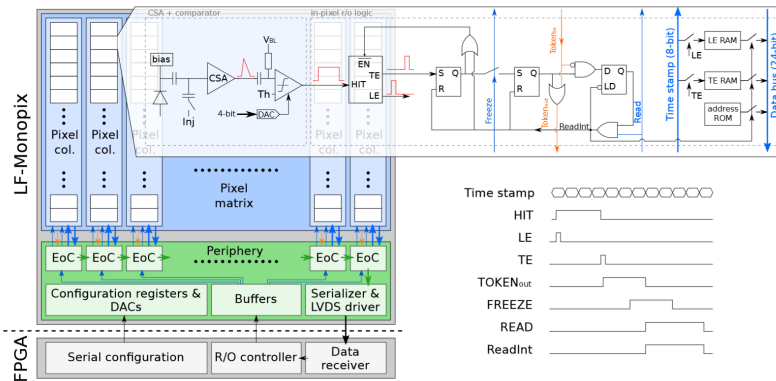 CSA + comparator
in-pixel r/o logic
bias
CSA
VBL
Th
Inj
4-bit
DAC
EN
TE
HIT
LE
S Q
R
Freeze
S Q
R
Tokenin
Tokenout
D Q
LD
ReadInt
Read
Time stamp (8-bit)
LE
TE
LE RAM
TE RAM
address
ROM
Data bus (24-bit)
LF-Monopix
Pixel
col.
Pixel
col.
Pixel
col.
Pixel
matrix
Pixel
col.
Pixel
col.
Periphery
EoC
EoC
EoC
EoC
EoC
Configuration registers &
DACs
Buffers
Serializer &
LVDS driver
FPGA
Serial configuration
R/O controller
Data
receiver
Time stamp
HIT
LE
TE
TOKENout
FREEZE
READ
ReadInt